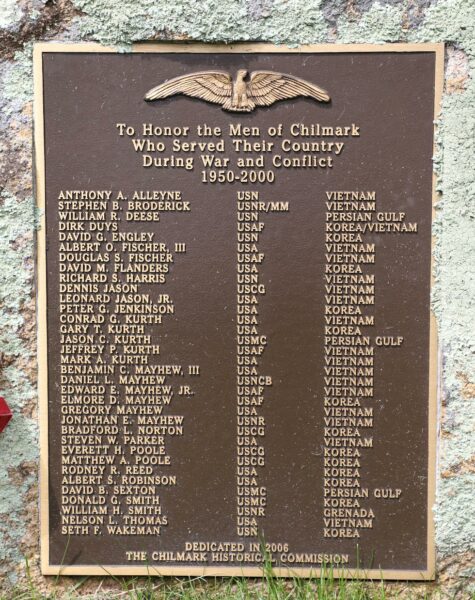 To Honor the Men of Chilmark
Who Served Their Country
During War and Conflict
1950-2000
ANTHONY A. ALLEYNE USN VIETNAM
STEPHEN B. BRODERICK USNR/MM VIETNAM
WILLIAM R. DEESE USN PERSIAN GULF
DIRK DUYS USAF KOREA/VIETNAM
DAVID G. ENGLEY USN KOREA
ALBERT O. FISCHER, III USA VIETNAM
DOUGLAS S. FISCHER USAF VIETNAM
DAVID M. FLANDERS USA KOREA
RICHARD S. HARRIS USN VIETNAM
DENNIS JASON USCG VIETNAM
LEONARD JASON, JR. USA VIETNAM
PETER G. JENKINSON USA KOREA
CONRAD G. KURTH USA VIETNAM
GARY T. KURTH USA KOREA
JASON C. KURTH USMC PERSIAN GULF
JEFFREY P. KURTH USAF VIETNAM
MARK A. KURTH USA VIETNAM
BENJAMIN C. MAYHEW, III USA VIETNAM
DANIEL L. MAYHEW USNCB VIETNAM
EDWARD E. MAYHEW, JR. USAF VIETNAM
ELMORE D. MAYHEW USAF KOREA
GREGORY MAYHEW USA VIETNAM
JONATHAN E. MAYHEW USNR VIETNAM
BRADFORD L. NORTON USCG KOREA
STEVEN W. PARKER USA VIETNAM
EVERETT H. POOLE USCG KOREA
MATTHEW A. POOLE USCG KOREA
RODNEY R. REED USA KOREA
ALBERT S. ROBINSON USA KOREA
DAVID B. SEXTON USMC PERSIAN GULF
DONALD G. SMITH USMC KOREA
WILLIAM H. SMITH USNR GRENADA
NELSON L. THOMAS USA VIETNAM
SETH F. WAKEMAN USN KOREA
DEDICATED IN 2006
THE CHILMARK HISTORICAL COMMISSION